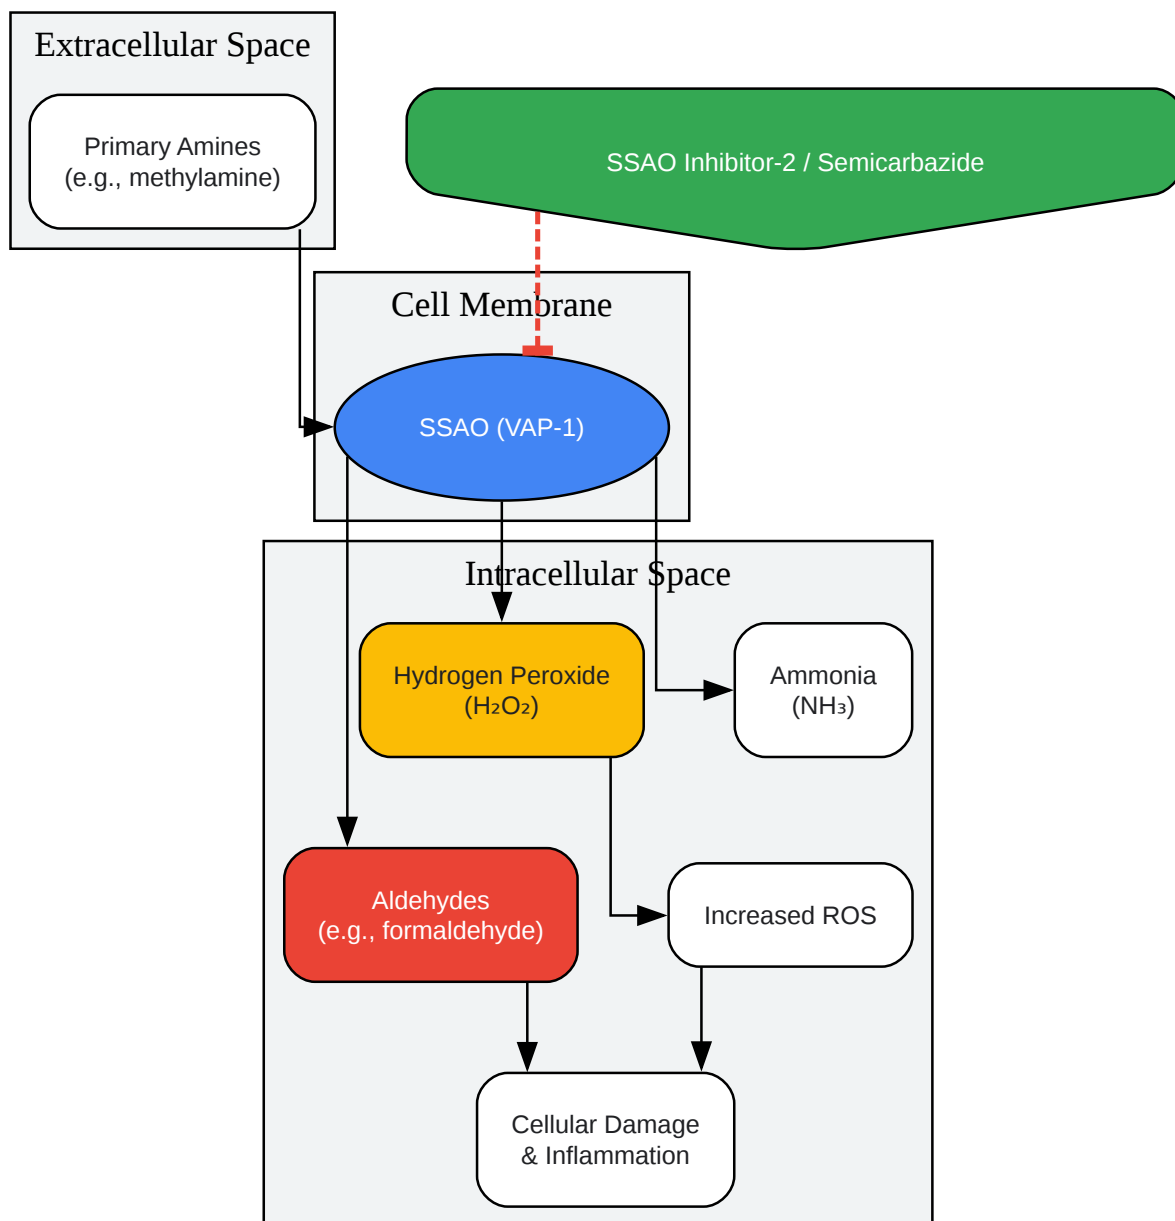 Extracellular Space
Primary Amines
(e.g., methylamine)
SSAO Inhibitor-2 / Semicarbazide
Cell Membrane
SSAO (VAP-1)
Intracellular Space
Hydrogen Peroxide
(H₂O₂)
Ammonia
(NH₃)
Aldehydes
(e.g., formaldehyde)
Increased ROS
Cellular Damage
& Inflammation